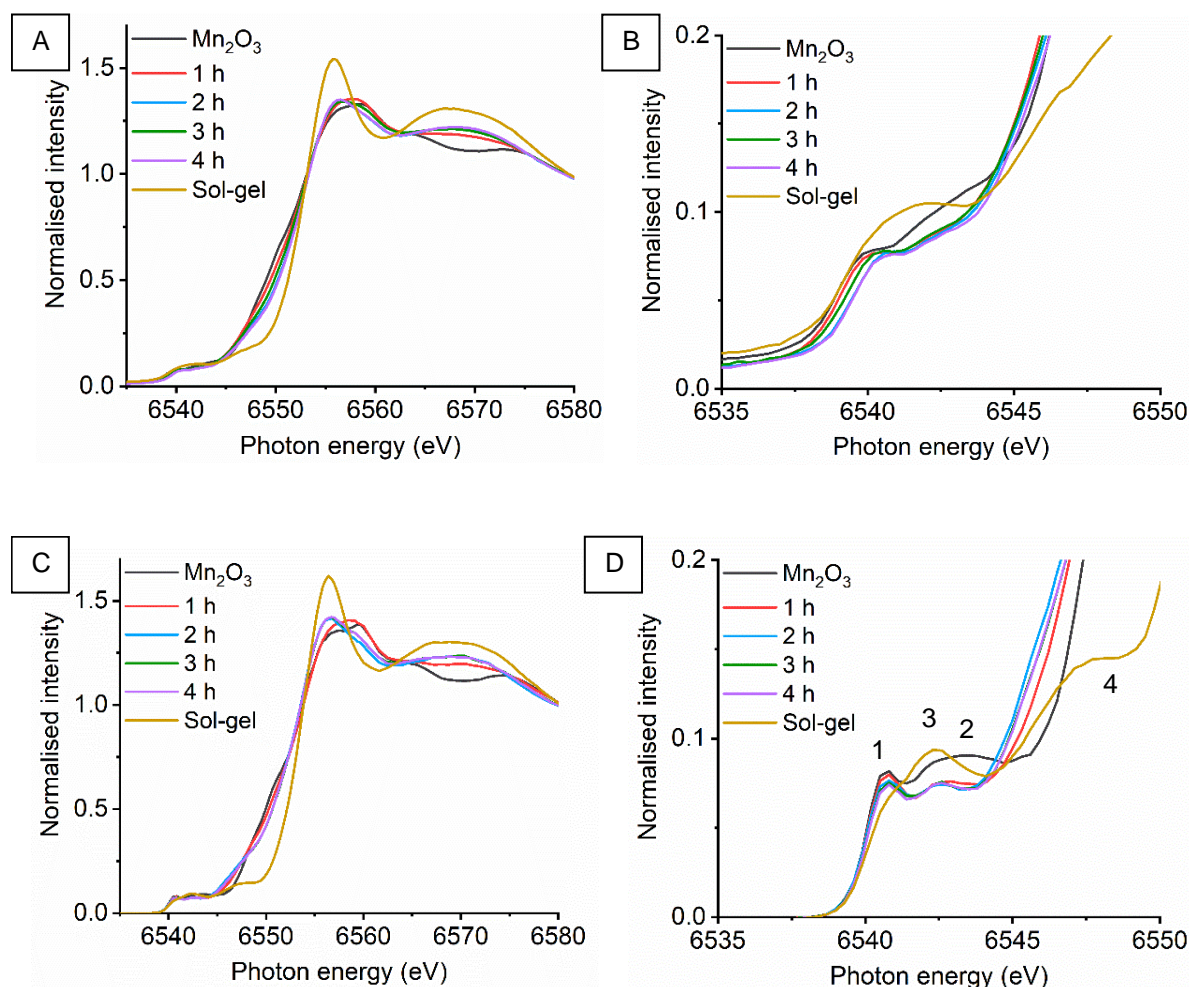 A
Mn₂O₃
1 h
2 h
3 h
4 h
Sol-gel
Normalised intensity
1.5
1.0
0.5
0.0
6540
6550
6560
6570
6580
Photon energy (eV)
B
Mn₂O₃
1 h
2 h
3 h
4 h
Sol-gel
Normalised intensity
0.2
0.1
0.0
6535
6540
6545
6550
Photon energy (eV)
C
Mn₂O₃
1 h
2 h
3 h
4 h
Sol-gel
Normalised intensity
1.5
1.0
0.5
0.0
6540
6550
6560
6570
6580
Photon energy (eV)
D
Mn₂O₃
1 h
2 h
3 h
4 h
Sol-gel
1
3
2
4
Normalised intensity
0.2
0.1
0.0
6535
6540
6545
6550
Photon energy (eV)